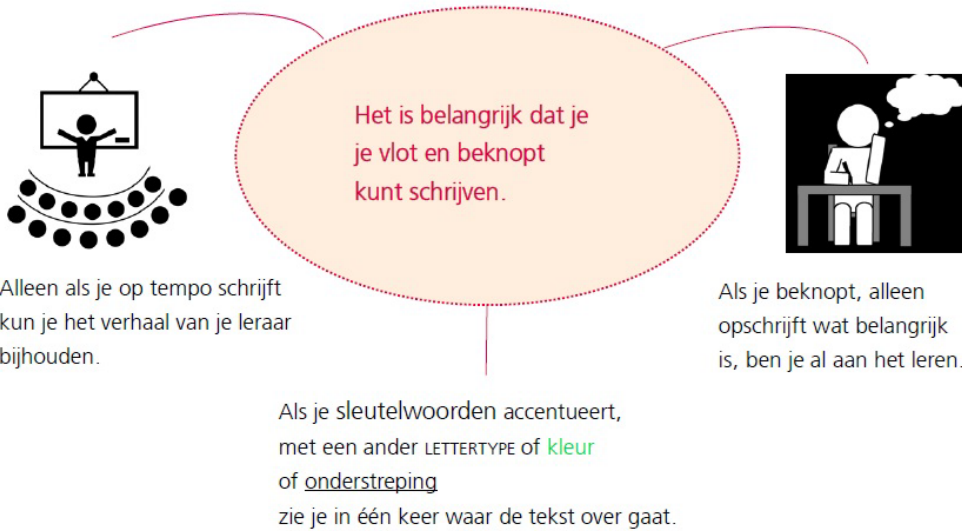 Het is belangrijk dat je
je vlot en beknopt
kunt schrijven.
Alleen als je op tempo schrijft
kun je het verhaal van je leraar
bijhouden.
Als je beknopt, alleen
opschrijft wat belangrijk
is, ben je al aan het leren.
Als je sleutelwoorden accentueert,
met een ander LETTERTYPE of kleur
of onderstreping
zie je in één keer waar de tekst over gaat.